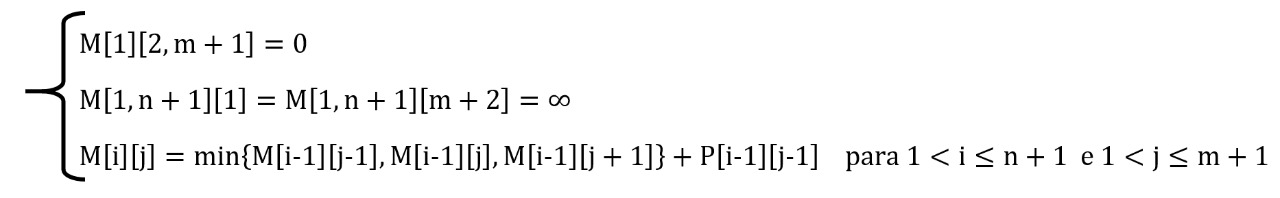 M[1][2, m + 1] = 0
M[1, n + 1][1] = M[1, n + 1][m + 2] = ∞
M[i][j] = min{M[i-1][j-1], M[i-1][j], M[i-1][j + 1]} + P[i-1][j-1] para 1 < i ≤ n + 1 e 1 < j ≤ m + 1